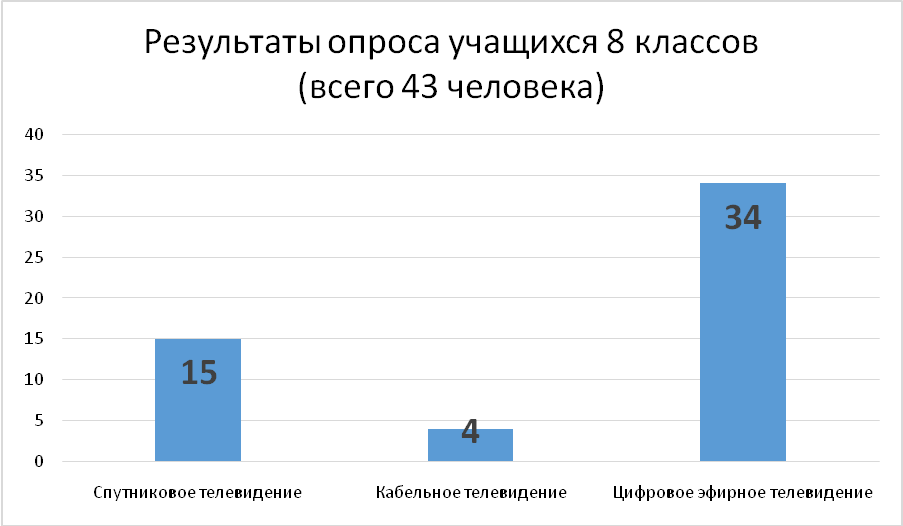 Результаты опроса учащихся 8 классов
(всего 43 человека)
40
35
30
25
20
15
10
5
0
15
4
34
Спутниковое телевидение
Кабельное телевидение
Цифровое эфирное телевидение